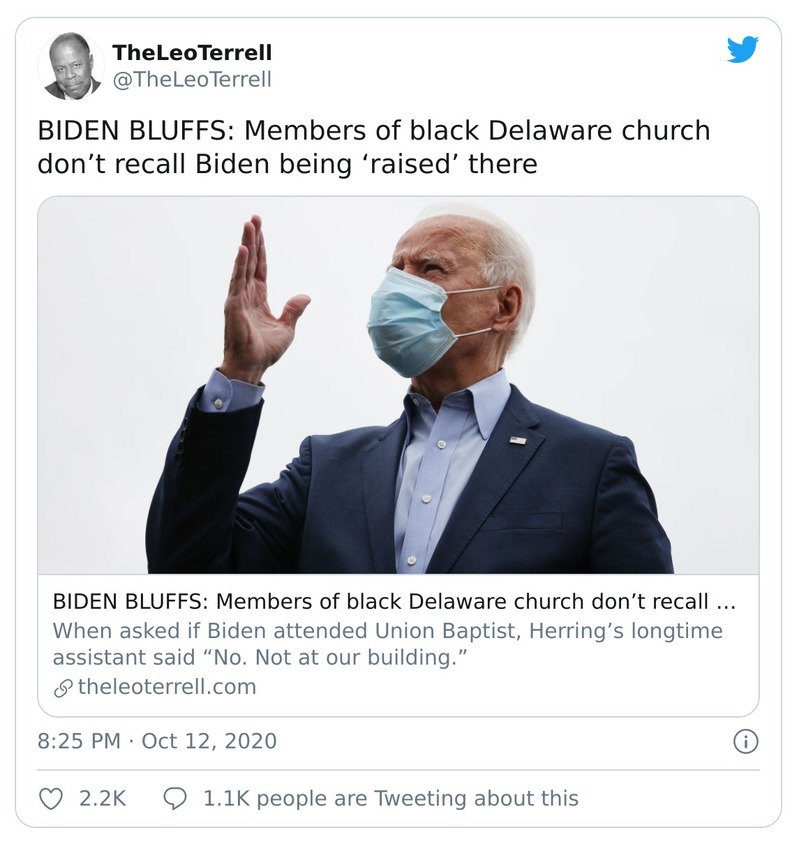 TheLeoTerrell
@TheLeoTerrell
BIDEN BLUFFS: Members of black Delaware church
don’t recall Biden being ‘raised’ there
BIDEN BLUFFS: Members of black Delaware church don’t recall …
When asked if Biden attended Union Baptist, Herring’s longtime
assistant said “No. Not at our building.”
theleoterrell.com
8:25 PM · Oct 12, 2020
2.2K
1.1K people are Tweeting about this